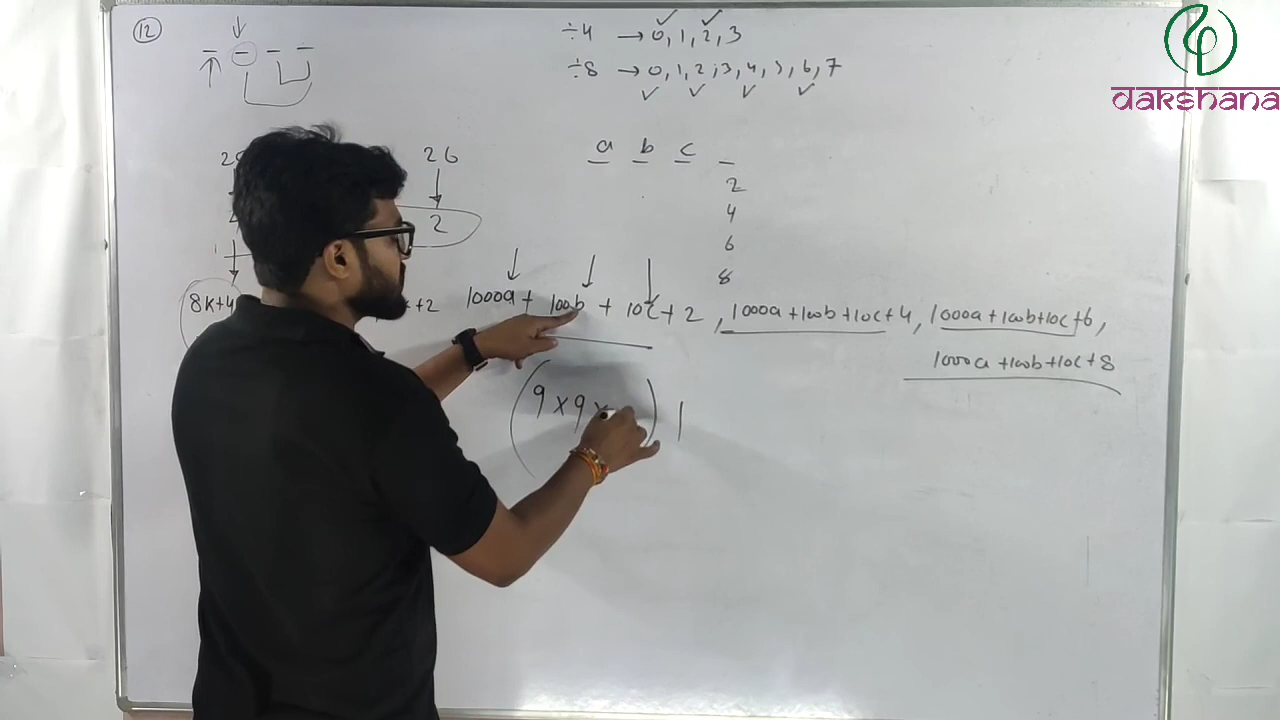 12
÷4 → 0, 1, 2, 3
÷8 → 0, 1, 2, 3, 4, 5, 6, 7
dakshana
a b c _
26
2
4
6
8
2
8k+4
+2
1000a + 100b + 10c + 2 , 1000a + 100b + 10c + 4 , 1000a + 100b + 10c + 6 ,
1000a + 100b + 10c + 8
( 9 × 9 × ) 1